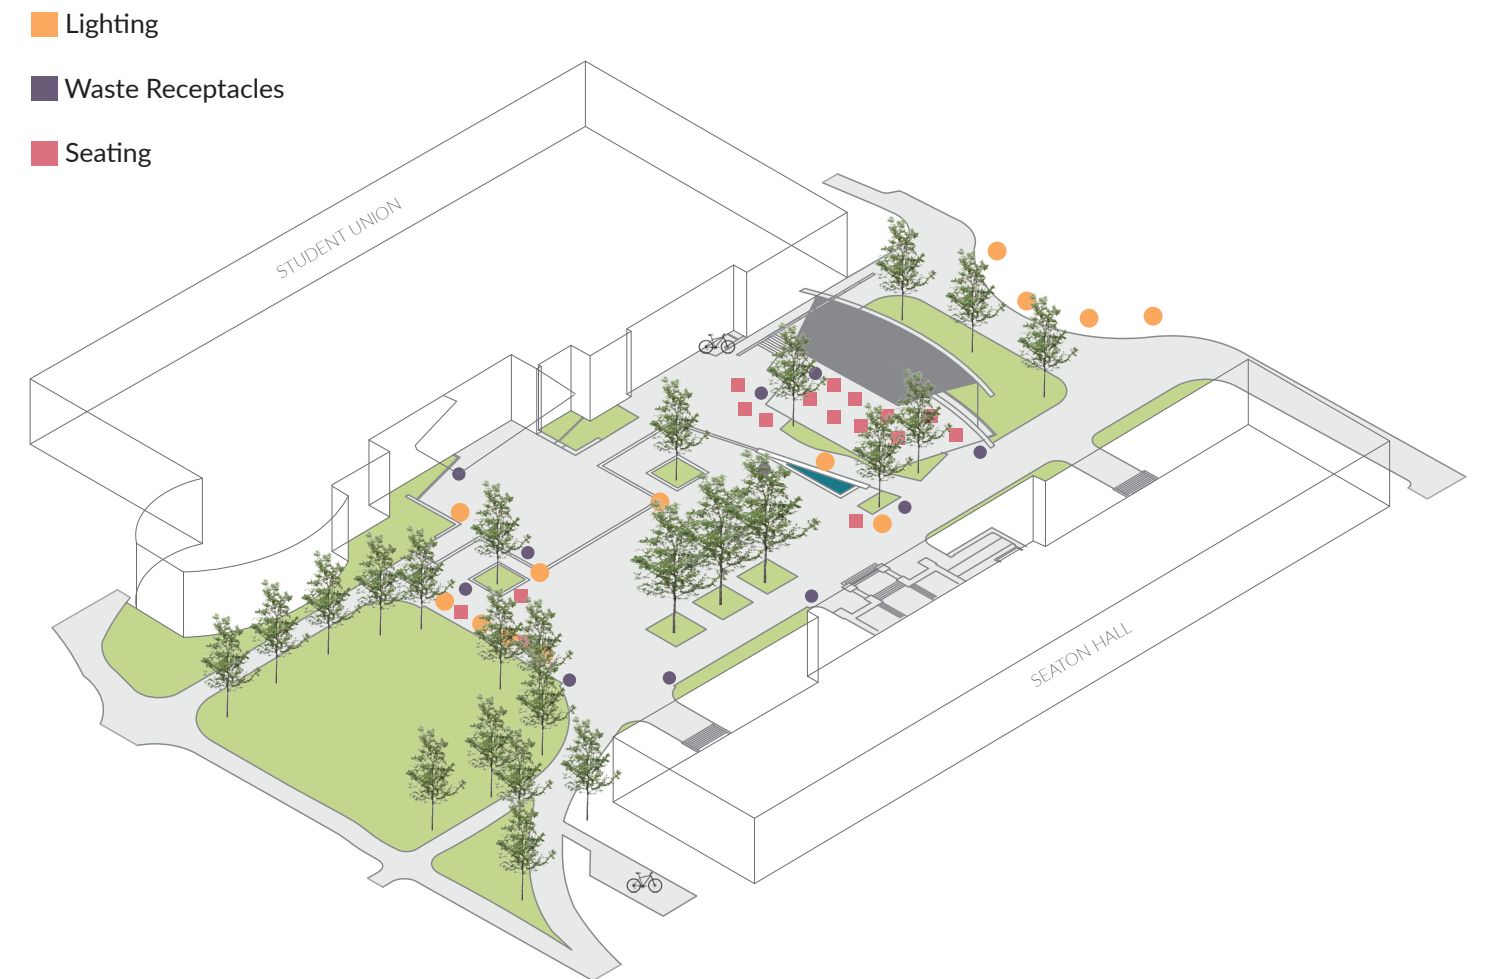 Lighting
Waste Receptacles
Seating
STUDENT UNION
SEATON HALL